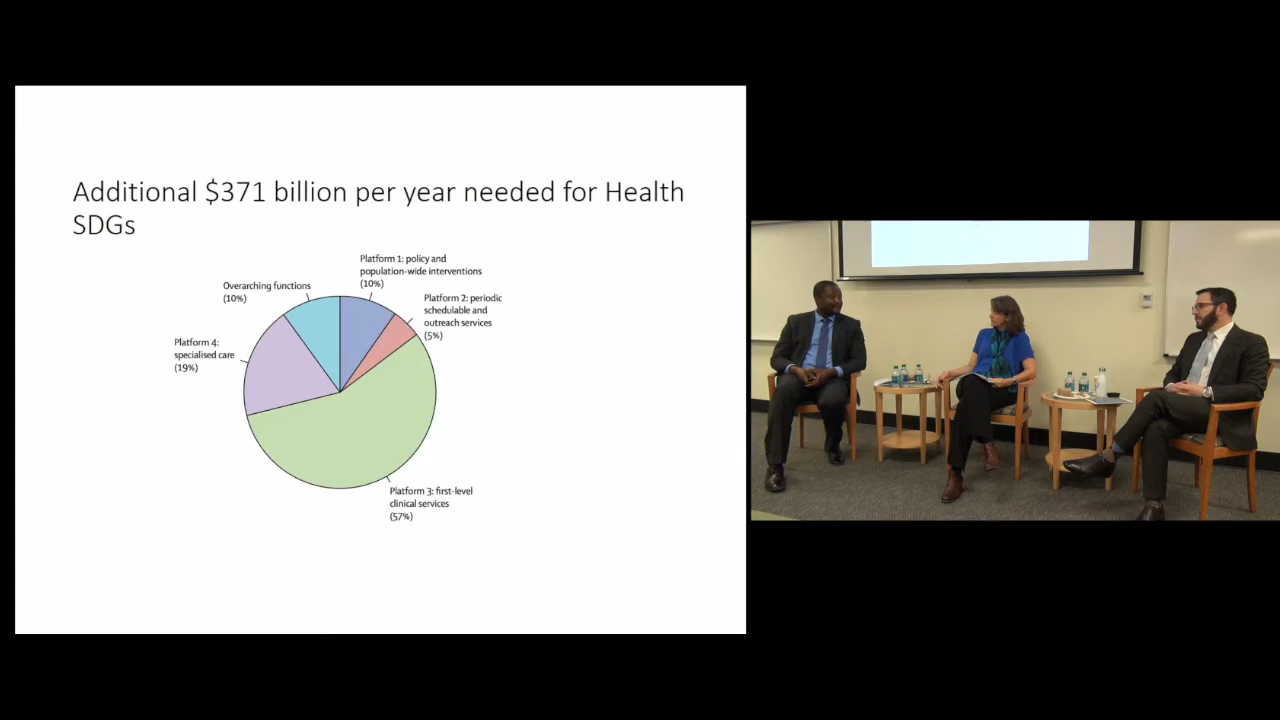 Additional $371 billion per year needed for Health
SDGs
Platform 1: policy and
population-wide interventions
(10%)
Overarching functions
(10%)
Platform 2: periodic
schedulable and
outreach services
(5%)
Platform 4:
specialised care
(19%)
Platform 3: first-level
clinical services
(57%)